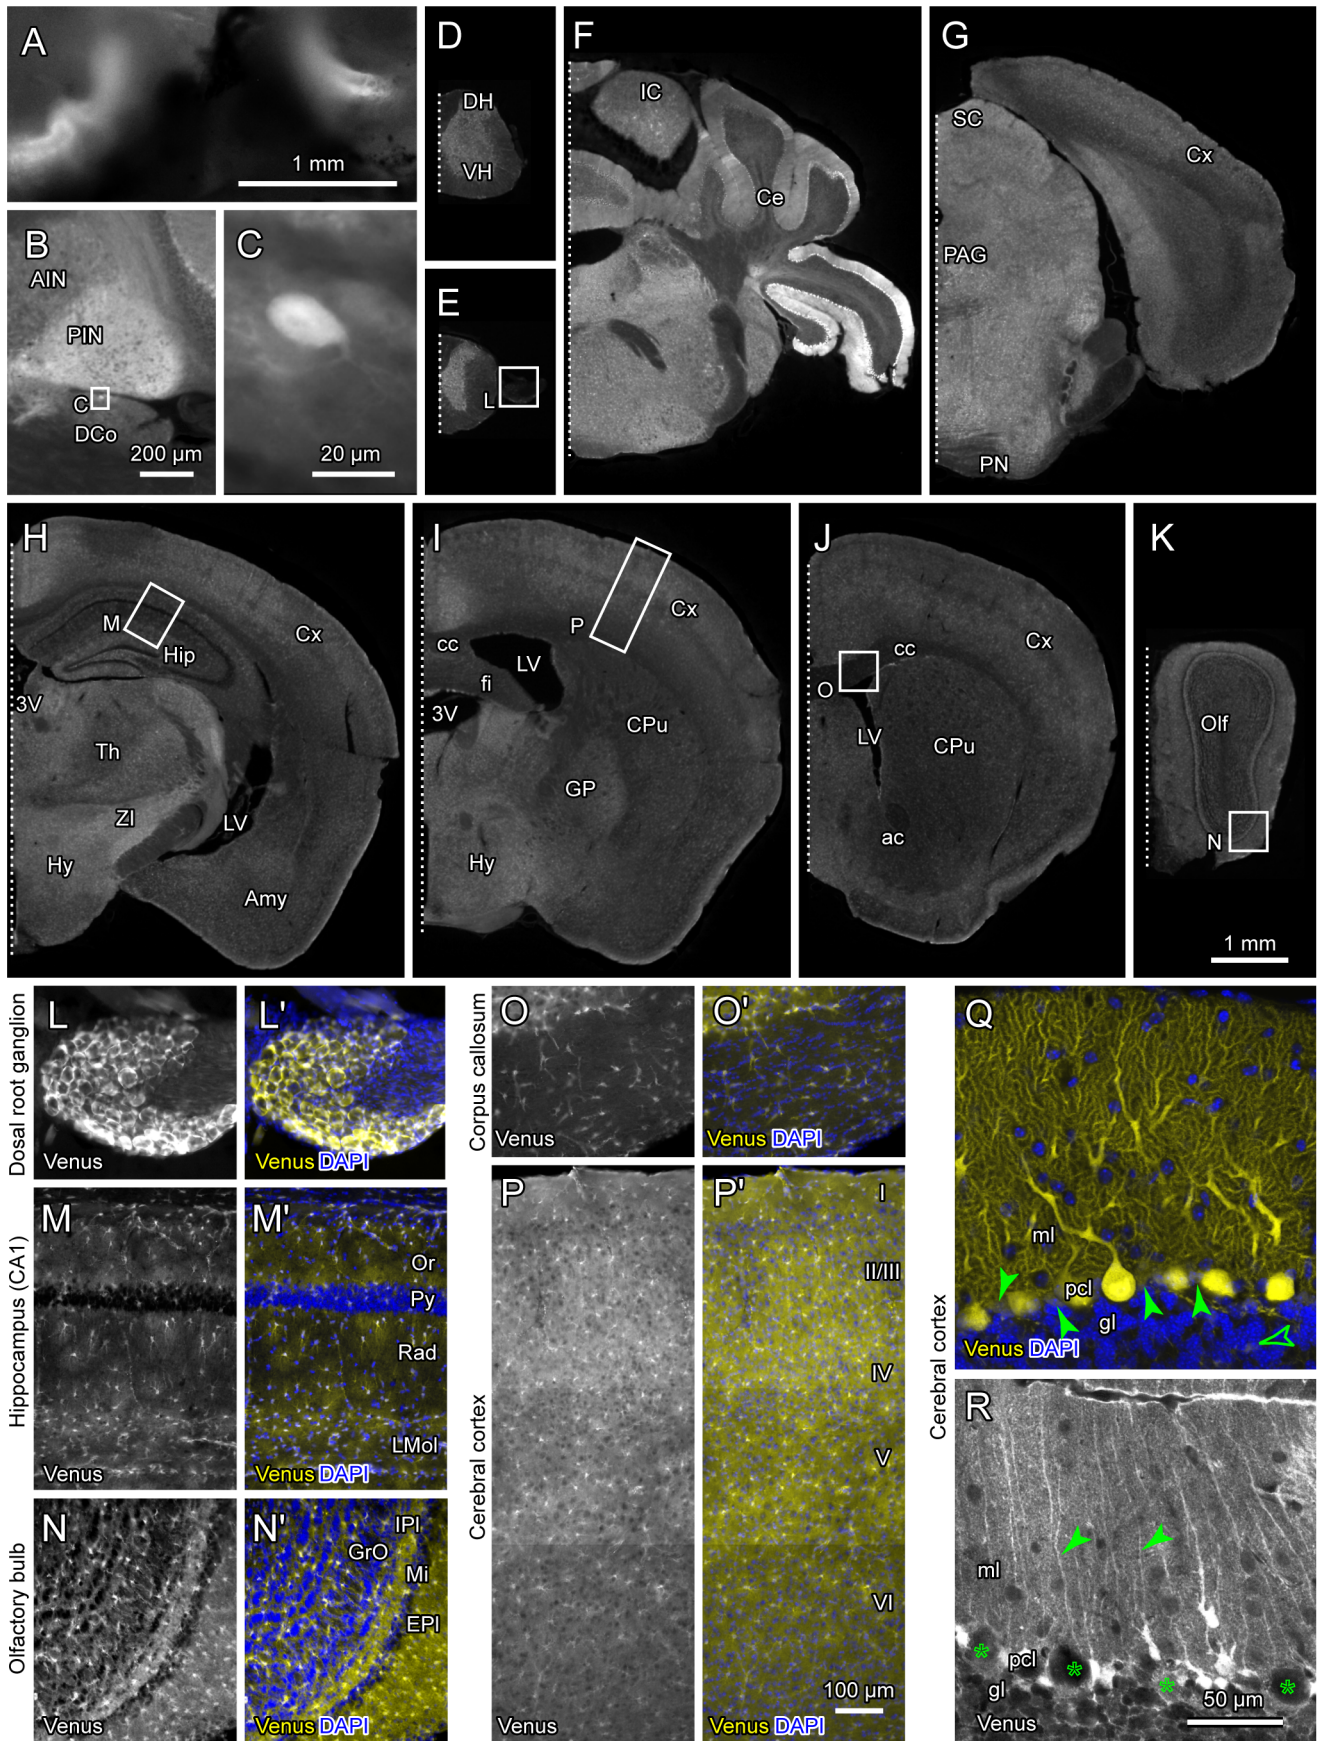 A
1 mm
B
AIN
PIN
C
DCo
200 µm
C
20 µm
D
DH
VH
E
L
F
IC
Ce
G
SC
Cx
PAG
PN
H
M
Hip
Cx
3V
Th
ZI
LV
Hy
Amy
I
P
Cx
cc
LV
fi
3V
CPu
GP
Hy
J
cc
Cx
O
LV
CPu
ac
K
Olf
N
1 mm
Dosal root ganglion
L
Venus
L'
Venus DAPI
Hippocampus (CA1)
M
Venus
M'
Or
Py
Rad
LMol
Venus DAPI
Olfactory bulb
N
Venus
N'
IPl
GrO
Mi
EPl
Venus DAPI
Corpus callosum
O
Venus
O'
Venus DAPI
Cerebral cortex
P
Venus
P'
I
II/III
IV
V
VI
100 µm
Venus DAPI
Cerebral cortex
Q
ml
pcl
gl
Venus DAPI
R
ml
*
pcl
*
*
*
gl
50 µm
Venus